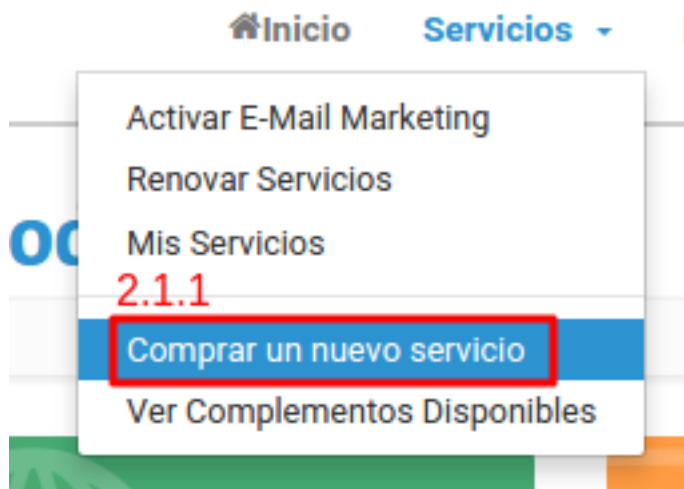 Inicio Servicios
Activar E-Mail Marketing
Renovar Servicios
Mis Servicios
2.1.1
Comprar un nuevo servicio
Ver Complementos Disponibles